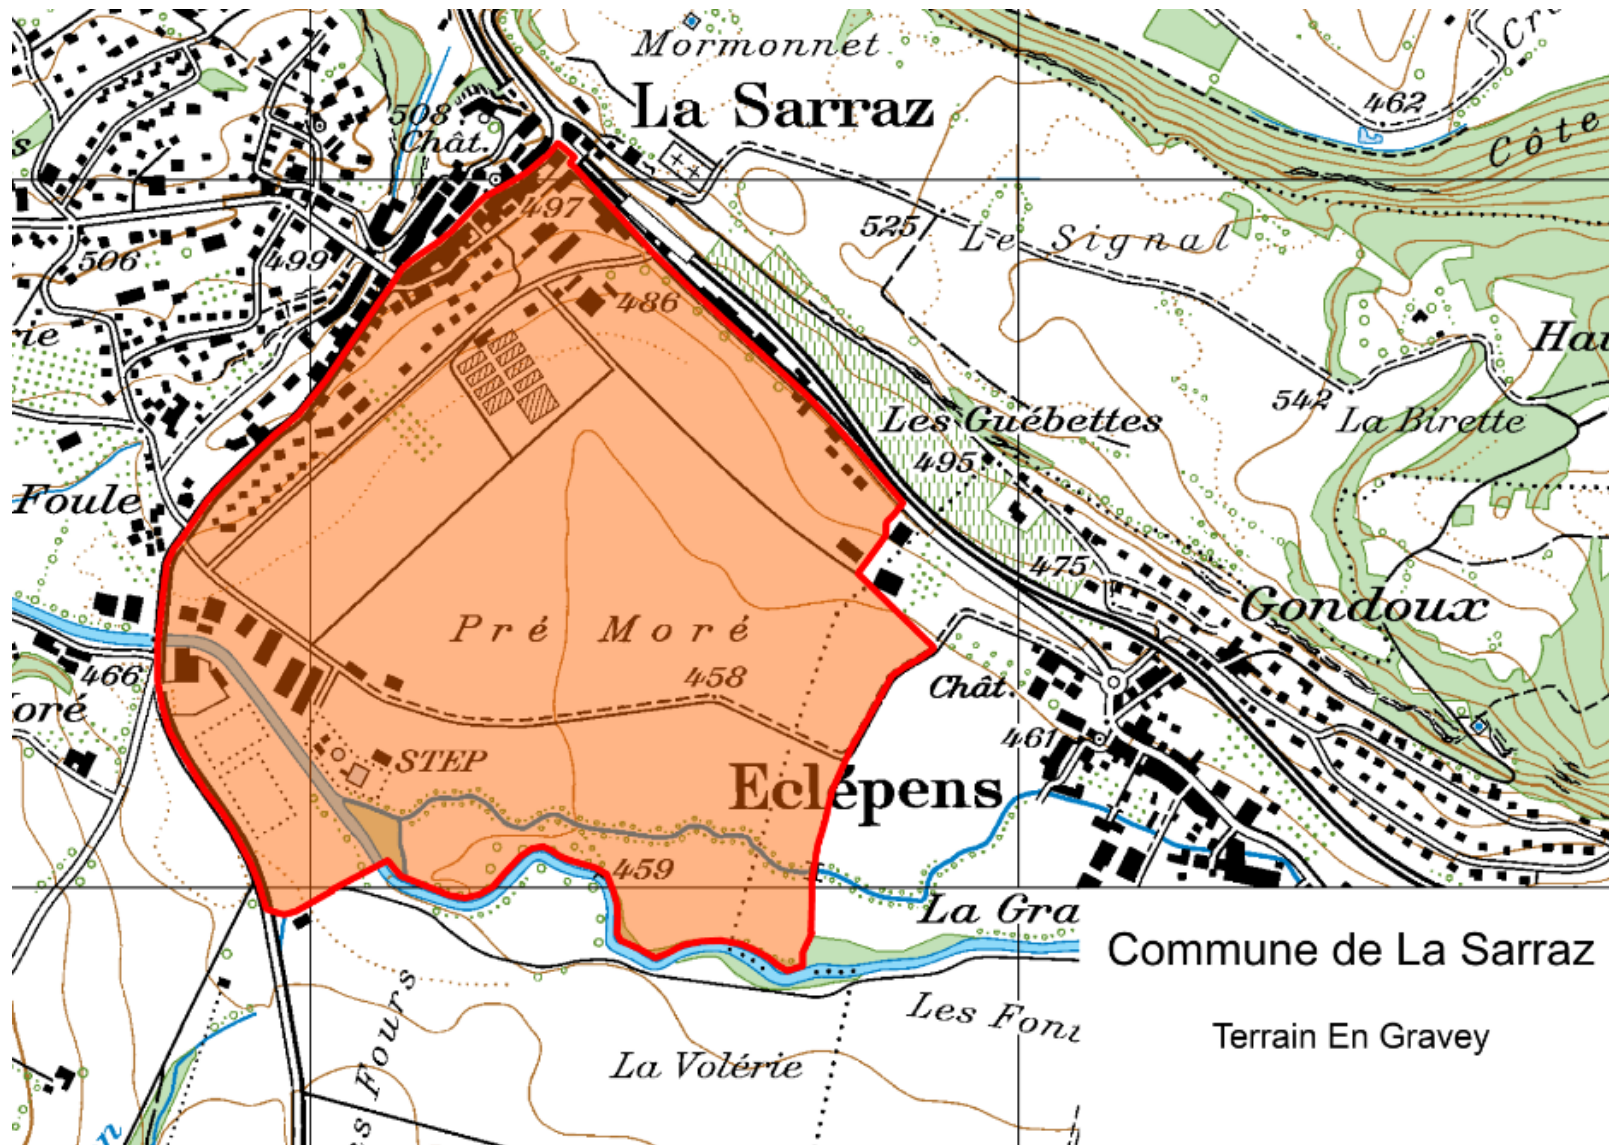 Mormonnet
La Sarraz
462
Côte
508
Chât.
497
525
Le Signal
506
499
486
542
La Birette
Les Guébettes
495
Foule
475
Gondoux
Pré Moré
466
458
Chât.
461
STEP
Eclépens
459
La Gra
Commune de La Sarraz
Les Fon
Terrain En Gravey
La Volérie
s Fours